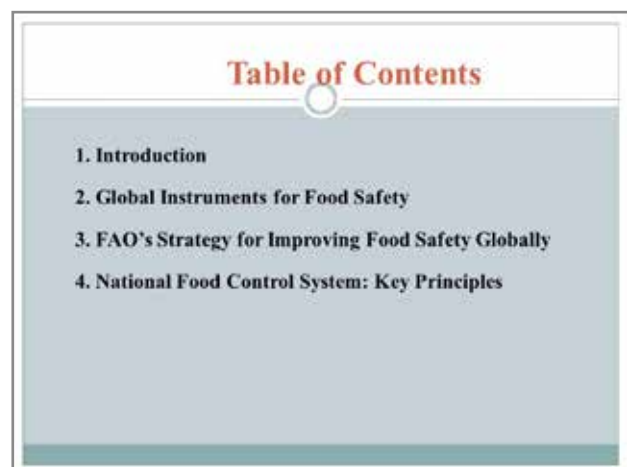 Table of Contents
1. Introduction
2. Global Instruments for Food Safety
3. FAO's Strategy for Improving Food Safety Globally
4. National Food Control System: Key Principles